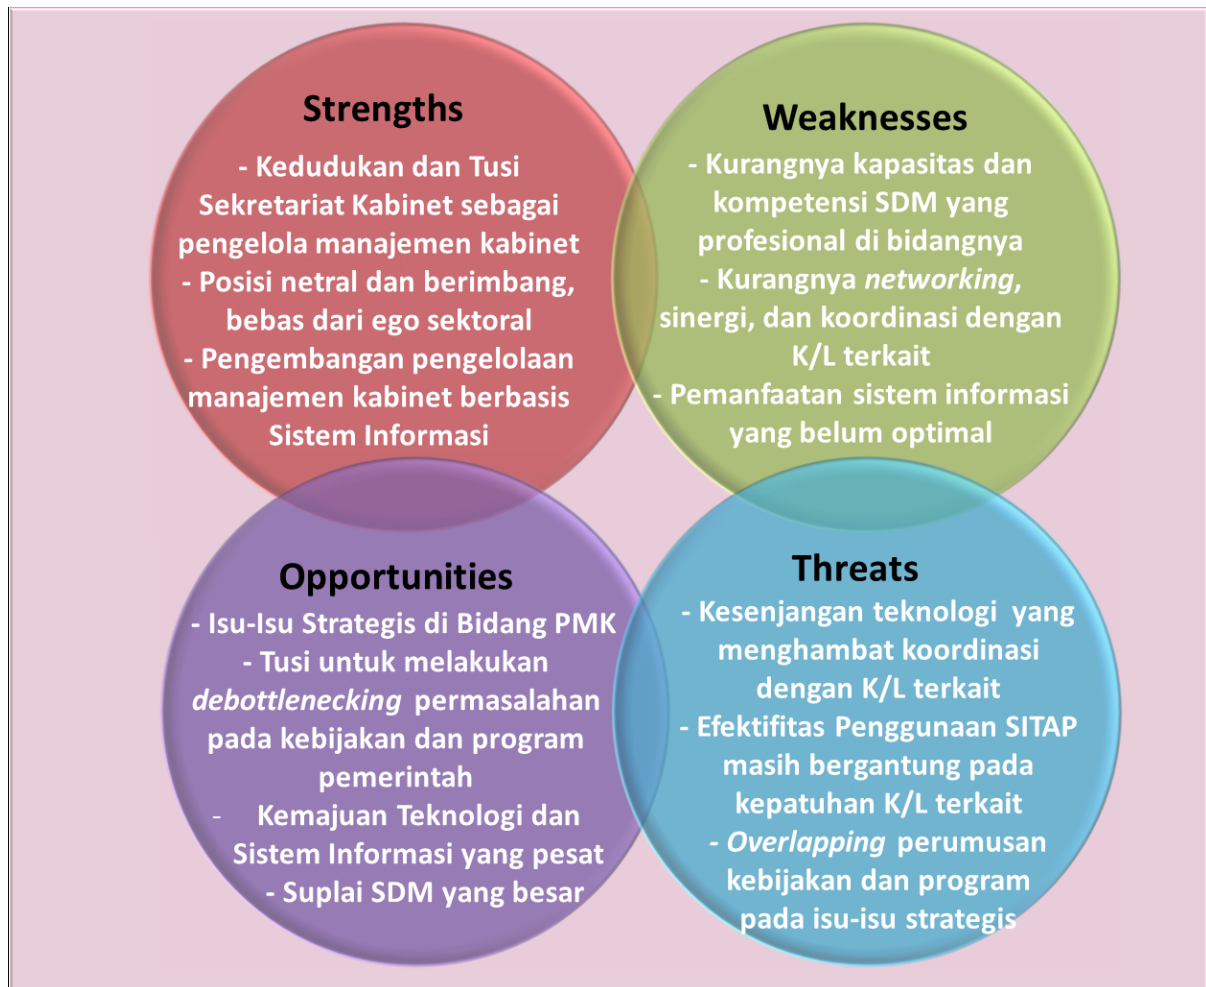 Strengths
- Kedudukan dan Tusi
Sekretariat Kabinet sebagai
pengelola manajemen kabinet
- Posisi netral dan berimbang,
bebas dari ego sektoral
- Pengembangan pengelolaan
manajemen kabinet berbasis
Sistem Informasi
Weaknesses
- Kurangnya kapasitas dan
kompetensi SDM yang
profesional di bidangnya
- Kurangnya networking,
sinergi, dan koordinasi dengan
K/L terkait
- Pemanfaatan sistem informasi
yang belum optimal
Opportunities
- Isu-Isu Strategis di Bidang PMK
- Tusi untuk melakukan
debottlenecking permasalahan
pada kebijakan dan program
pemerintah
- Kemajuan Teknologi dan
Sistem Informasi yang pesat
- Suplai SDM yang besar
Threats
- Kesenjangan teknologi yang
menghambat koordinasi
dengan K/L terkait
- Efektifitas Penggunaan SITAP
masih bergantung pada
kepatuhan K/L terkait
- Overlapping perumusan
kebijakan dan program
pada isu-isu strategis